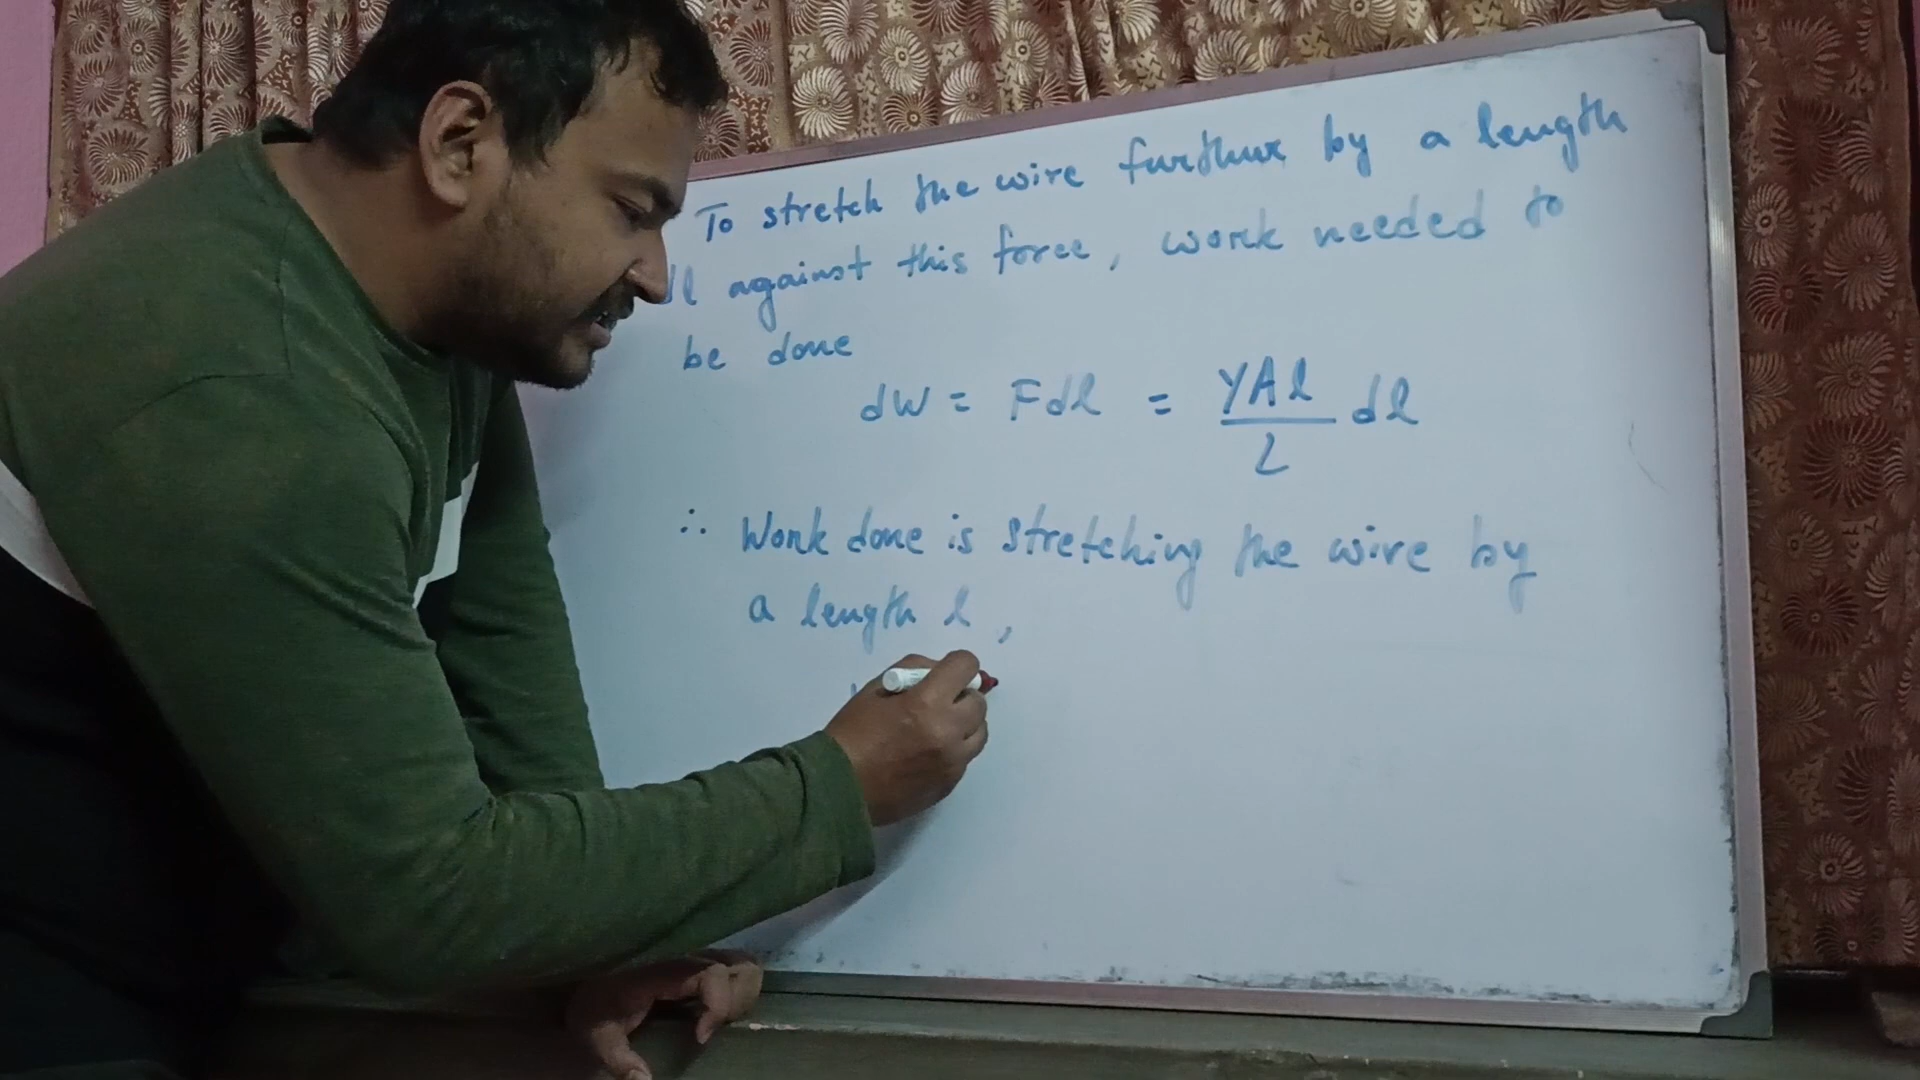 To stretch the wire further by a length
dl against this force, work needed to
be done
dW = Fdl = YAl/L dl
∴ Work done is stretching the wire by
a length l,